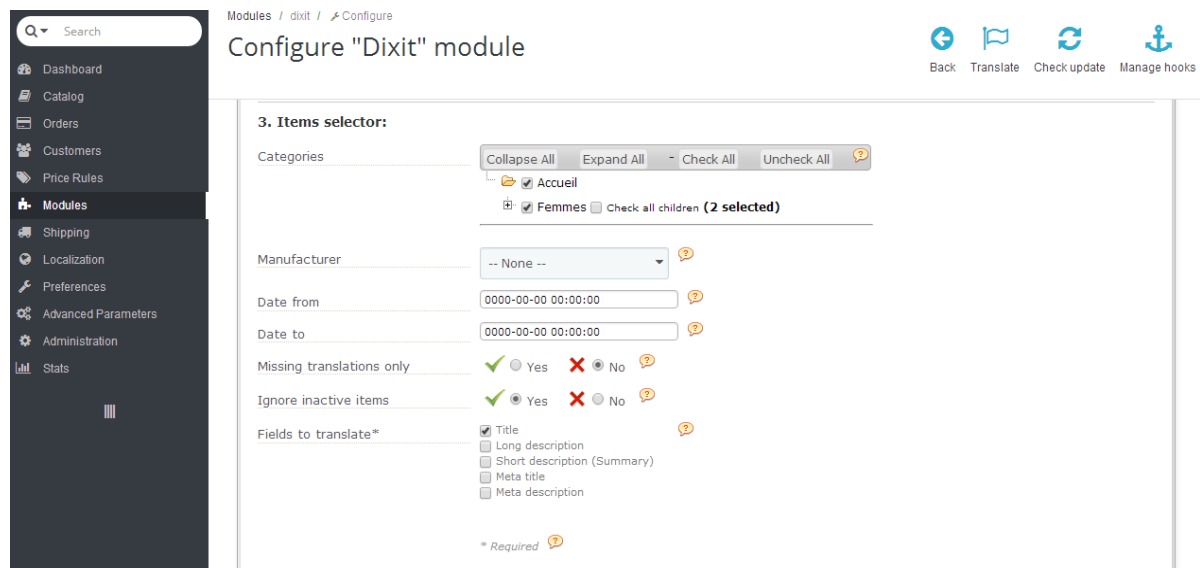 Modules / dixit / Configure
Configure "Dixit" module
Back Translate Check update Manage hooks
Search
Dashboard
Catalog
Orders
Customers
Price Rules
Modules
Shipping
Localization
Preferences
Advanced Parameters
Administration
Stats
3. Items selector:
Categories
Collapse All Expand All - Check All Uncheck All ?
Accueil
Femmes Check all children (2 selected)
Manufacturer -- None -- ?
Date from 0000-00-00 00:00:00 ?
Date to 0000-00-00 00:00:00 ?
Missing translations only Yes No ?
Ignore inactive items Yes No ?
Fields to translate* Title ?
Long description
Short description (Summary)
Meta title
Meta description
* Required ?